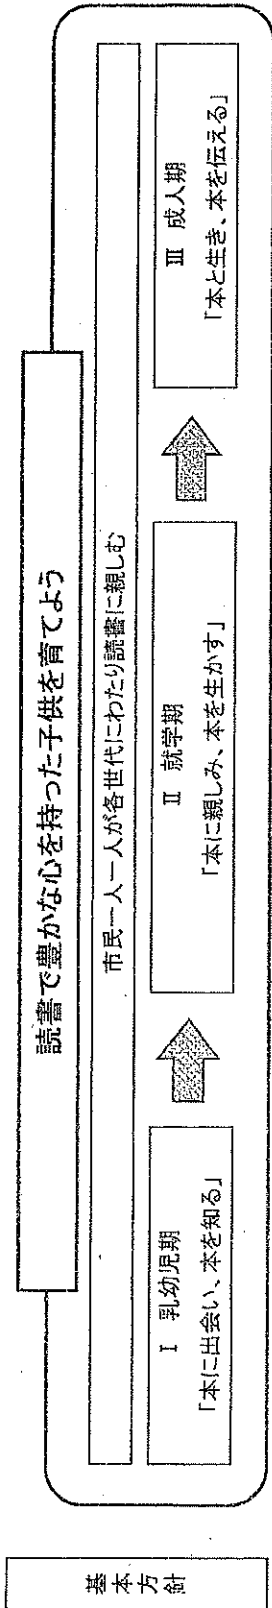 基本方針
読書で豊かな心を持った子供を育てよう
市民一人一人が各世代にわたり読書に親しむ
Ⅰ 乳幼児期
「本に出会い、本を知る」
Ⅱ 就学期
「本に親しみ、本を生かす」
Ⅲ 成人期
「本と生き、本を伝える」